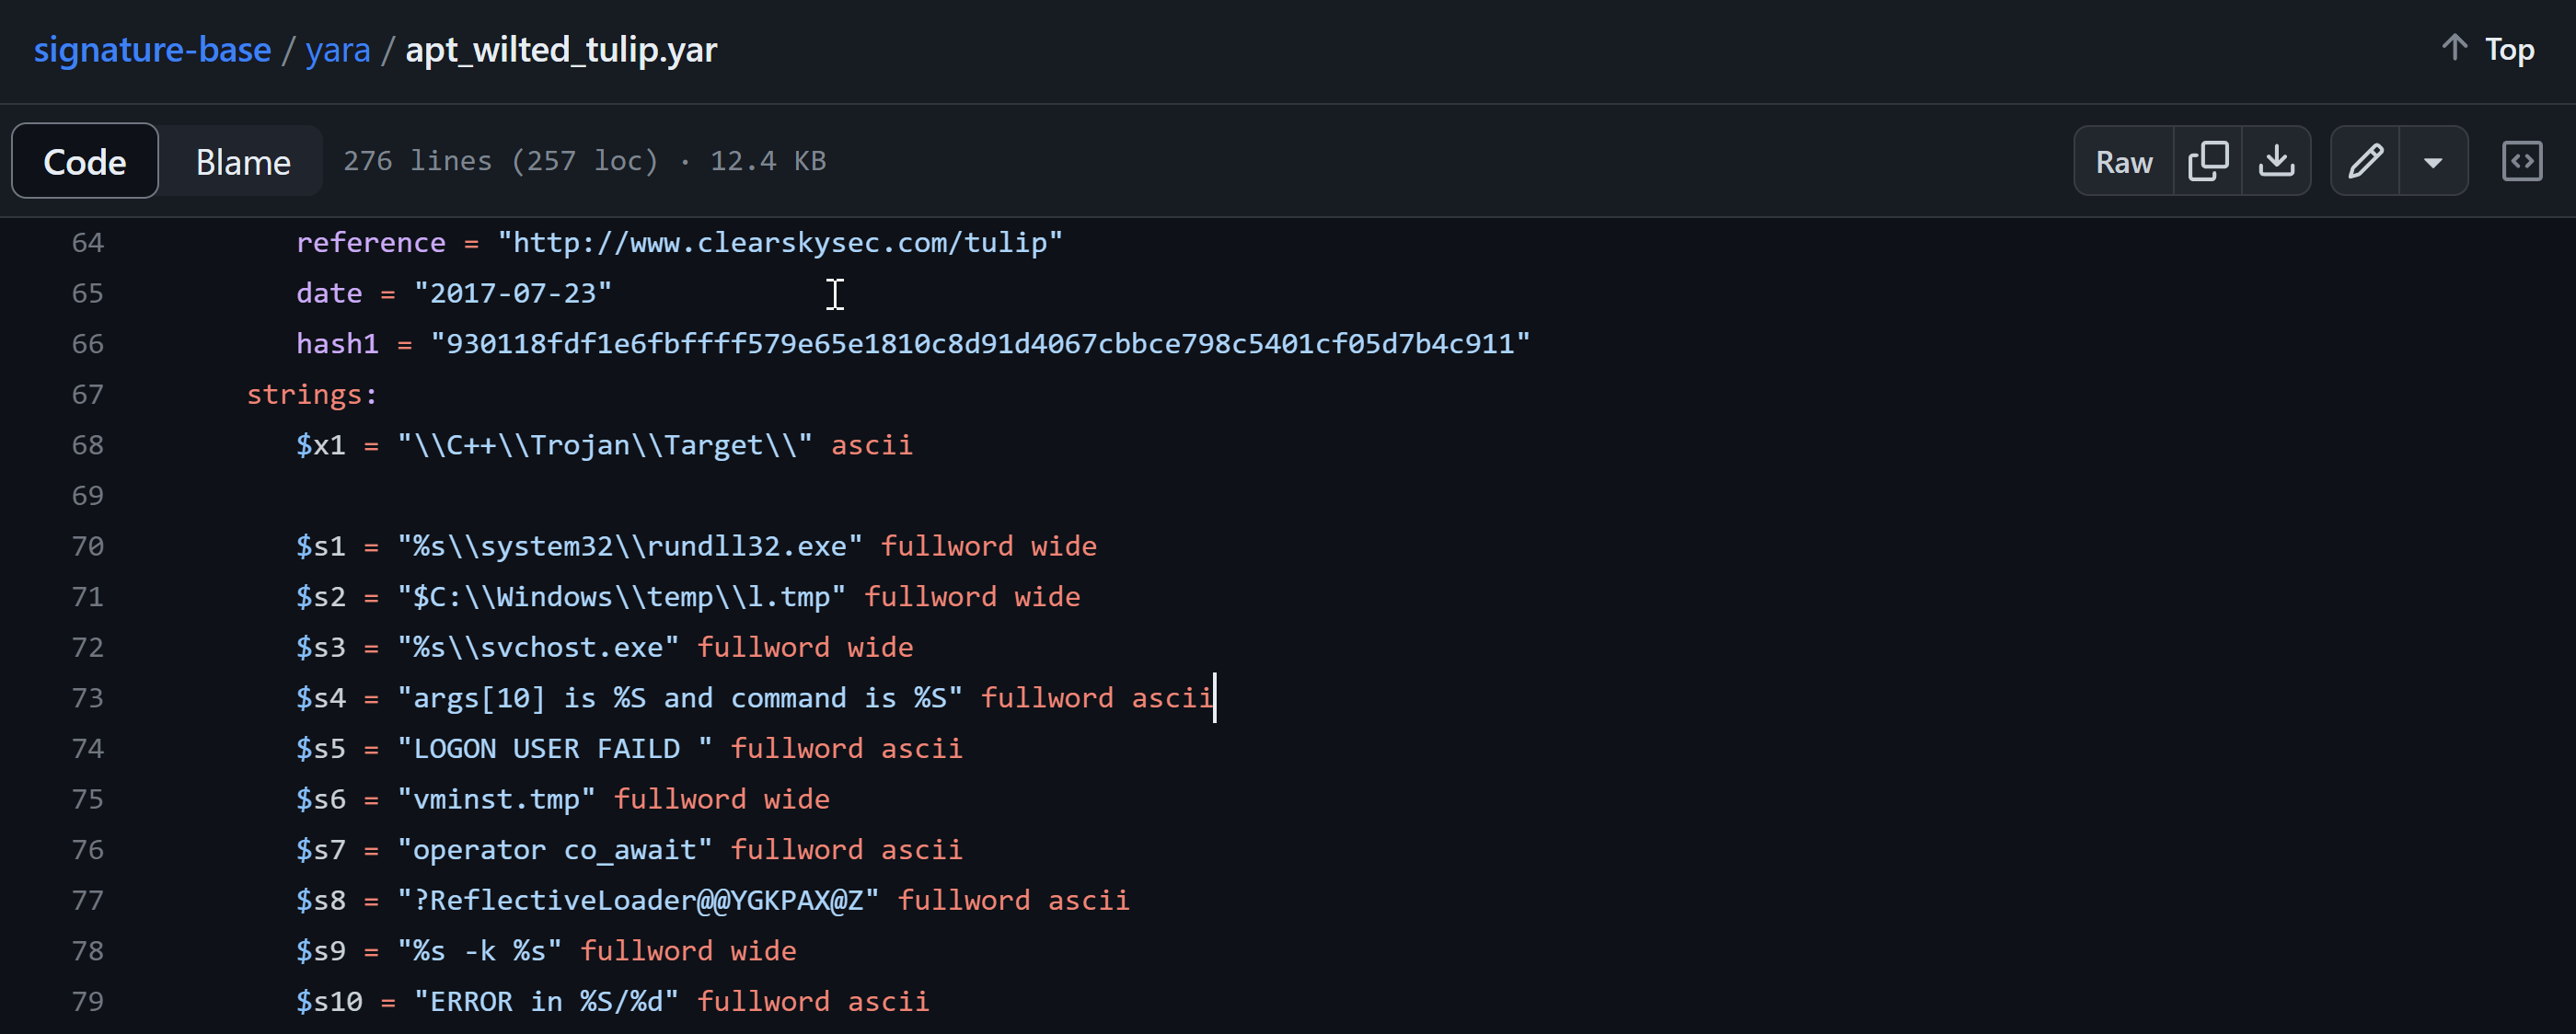 signature-base / yara / apt_wilted_tulip.yar
Top
Code Blame 276 lines (257 loc) · 12.4 KB Raw
64 reference = "http://www.clearskysec.com/tulip"
65 date = "2017-07-23"
66 hash1 = "930118fdf1e6fbffff579e65e1810c8d91d4067cbbce798c5401cf05d7b4c911"
67 strings:
68 $x1 = "\\C++\\Trojan\\Target\\" ascii
69
70 $s1 = "%s\\system32\\rundll32.exe" fullword wide
71 $s2 = "$C:\\Windows\\temp\\l.tmp" fullword wide
72 $s3 = "%s\\svchost.exe" fullword wide
73 $s4 = "args[10] is %S and command is %S" fullword ascii
74 $s5 = "LOGON USER FAILD " fullword ascii
75 $s6 = "vminst.tmp" fullword wide
76 $s7 = "operator co_await" fullword ascii
77 $s8 = "?ReflectiveLoader@@YGKPAX@Z" fullword ascii
78 $s9 = "%s -k %s" fullword wide
79 $s10 = "ERROR in %S/%d" fullword ascii